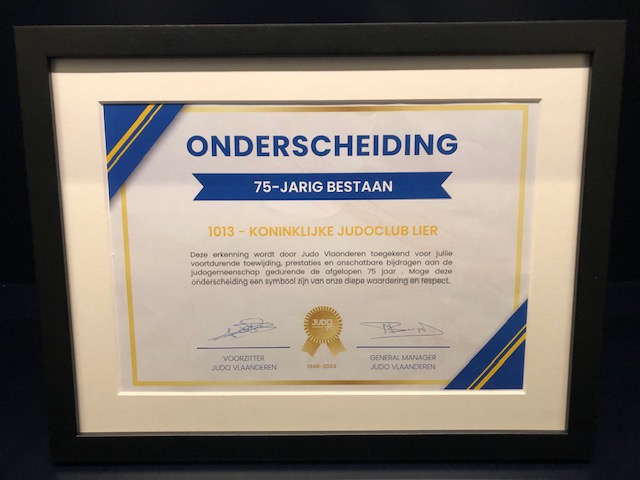 ONDERSCHEIDING
75-JARIG BESTAAN
1013 - KONINKLIJKE JUDOCLUB LIER
Deze erkenning wordt door Judo Vlaanderen toegekend voor jullie
voortdurende toewijding, prestaties en onschatbare bijdragen aan de
judogemeenschap gedurende de afgelopen 75 jaar . Moge deze
onderscheiding een symbool zijn van onze diepe waardering en respect.
JUDO
VOORZITTER
JUDO VLAANDEREN
GENERAL MANAGER
JUDO VLAANDEREN